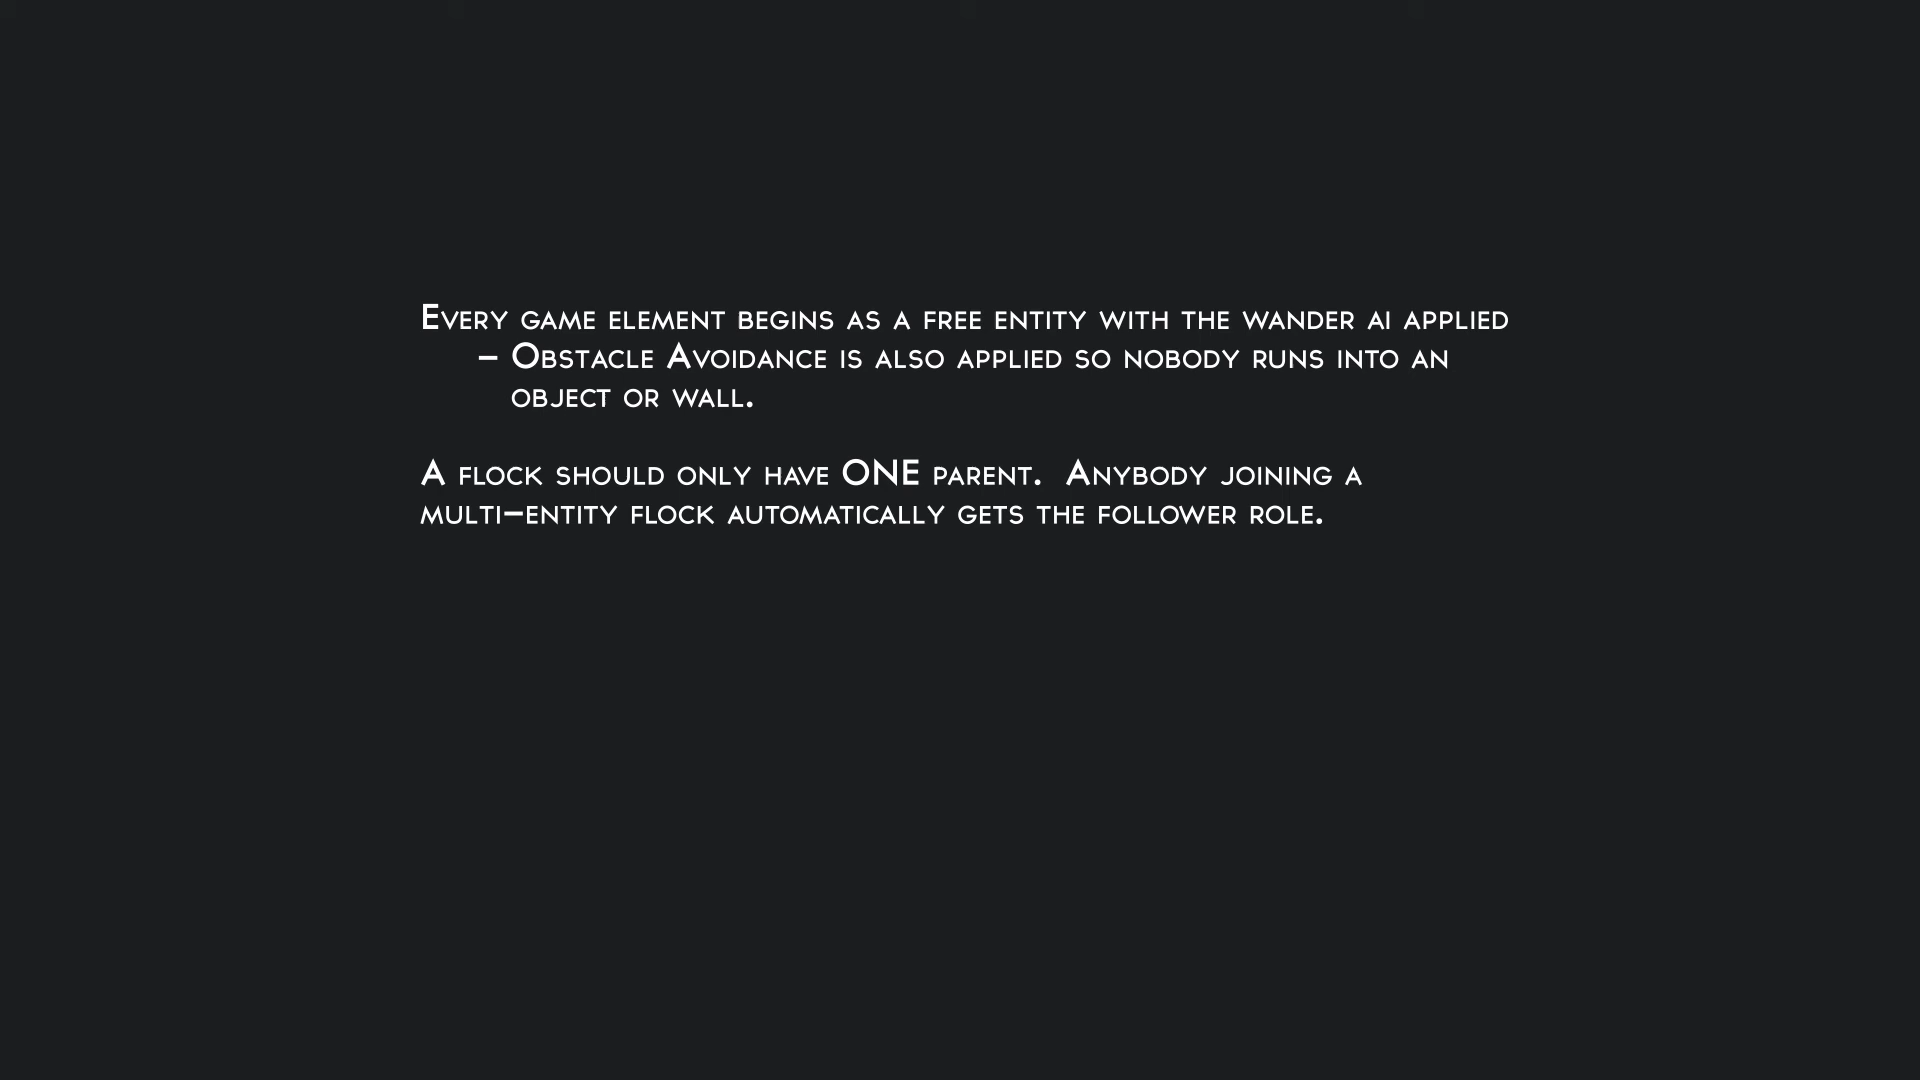 Every game element begins as a free entity with the wander ai applied
– Obstacle Avoidance is also applied so nobody runs into an
object or wall.
A flock should only have ONE parent.  Anybody joining a
multi–entity flock automatically gets the follower role.